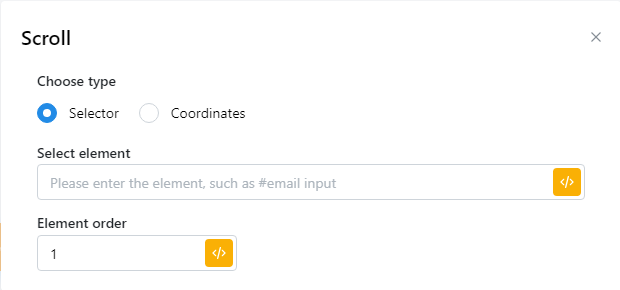 Scroll
Choose type
Selector Coordinates
Select element
Please enter the element, such as #email input
</>
Element order
1 </>